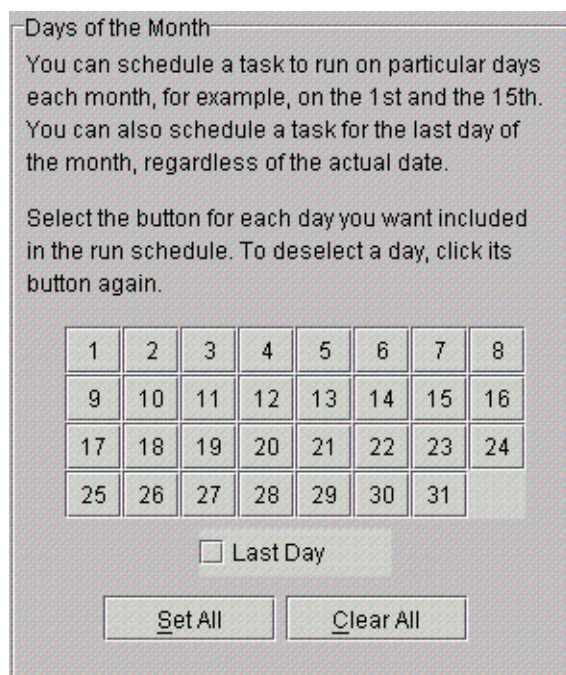 Days of the Month
You can schedule a task to run on particular days
each month, for example, on the 1st and the 15th.
You can also schedule a task for the last day of
the month, regardless of the actual date.
Select the button for each day you want included
in the run schedule. To deselect a day, click its
button again.
1 2 3 4 5 6 7 8
9 10 11 12 13 14 15 16
17 18 19 20 21 22 23 24
25 26 27 28 29 30 31
Last Day
Set All Clear All